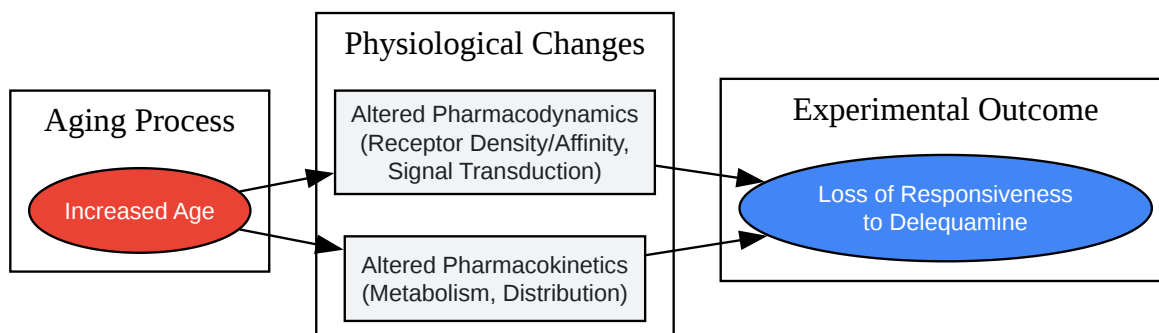 Aging Process
Increased Age
Physiological Changes
Altered Pharmacodynamics
(Receptor Density/Affinity,
Signal Transduction)
Altered Pharmacokinetics
(Metabolism, Distribution)
Experimental Outcome
Loss of Responsiveness
to Delequamine